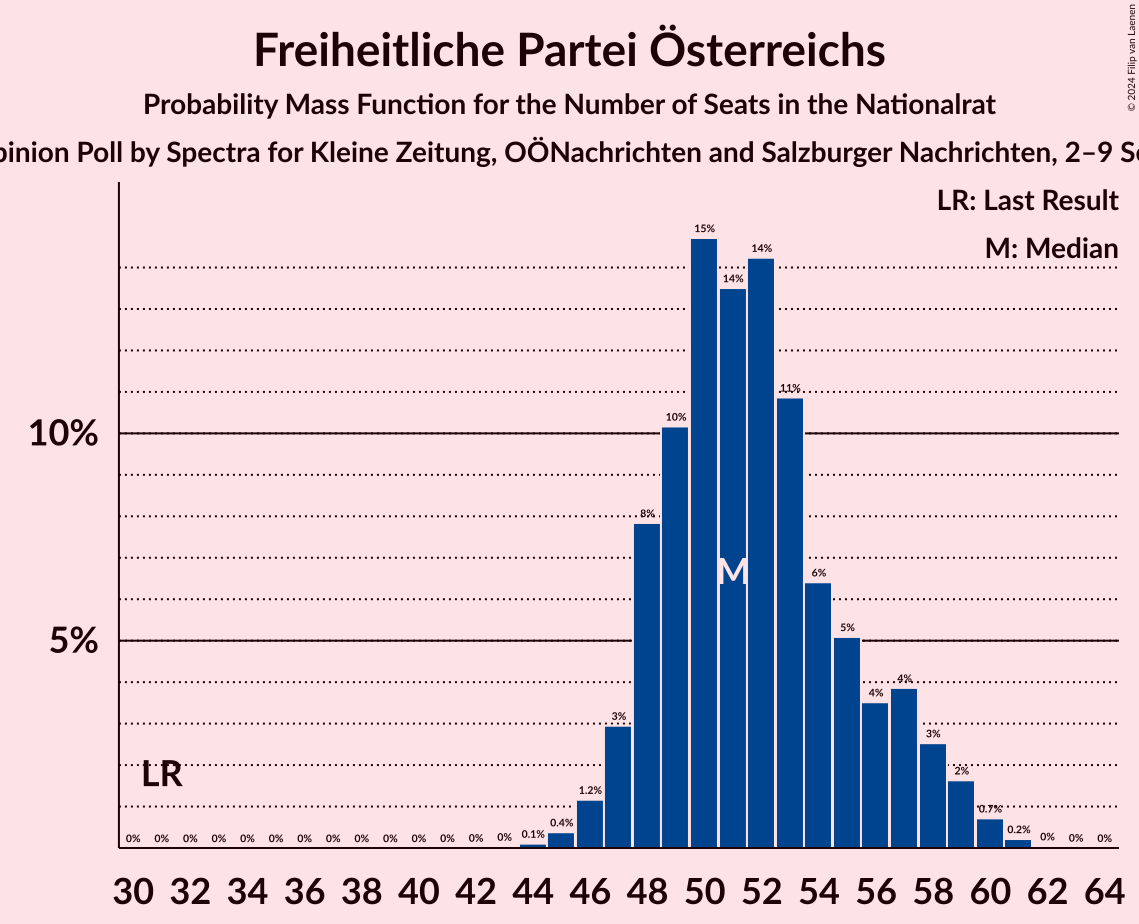 Freiheitliche Partei Österreichs
Probability Mass Function for the Number of Seats in the Nationalrat
Poll by Spectra for Kleine Zeitung, OÖNachrichten and Salzburger Nachrichten, 2–9
© 2024 Filip van Laenen
LR: Last Result
M: Median
15%
14%
14%
11%
10%
10%
8%
M
6%
5%
5%
4%
4%
3%
3%
2%
LR
1.2%
0.7%
0.4%
0.2%
0% 0% 0% 0% 0% 0% 0% 0% 0% 0% 0% 0% 0% 0% 0.1% 0% 0% 0%
30 32 34 36 38 40 42 44 46 48 50 52 54 56 58 60 62 64